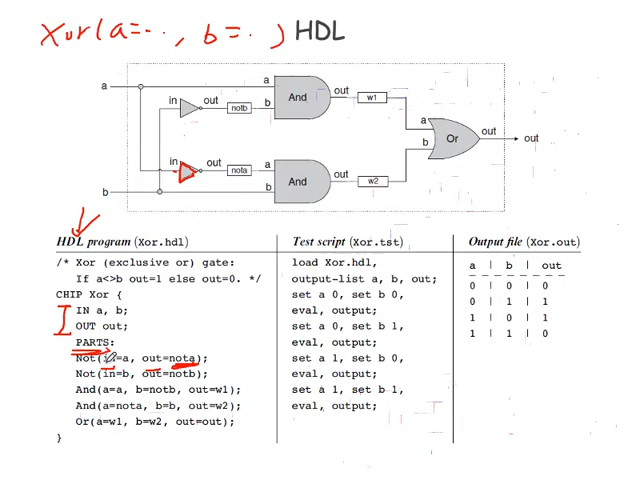 Xor(a=.., b=..) HDL
a
a
And
out
w1
in
out
notb
b
a
Or
out
out
b
in
out
nota
a
And
out
w2
b
b
HDL program (Xor.hdl)
/* Xor (exclusive or) gate:
If a<>b out=1 else out=0. */
CHIP Xor {
IN a, b;
OUT out;
PARTS:
Not(in=a, out=nota);
Not(in=b, out=notb);
And(a=a, b=notb, out=w1);
And(a=nota, b=b, out=w2);
Or(a=w1, b=w2, out=out);
}
Test script (Xor.tst)
load Xor.hdl,
output-list a, b, out;
set a 0, set b 0,
eval, output;
set a 0, set b 1,
eval, output;
set a 1, set b 0,
eval, output;
set a 1, set b 1,
eval, output;
Output file (Xor.out)
a | b | out
0 | 0 | 0
0 | 1 | 1
1 | 0 | 1
1 | 1 | 0